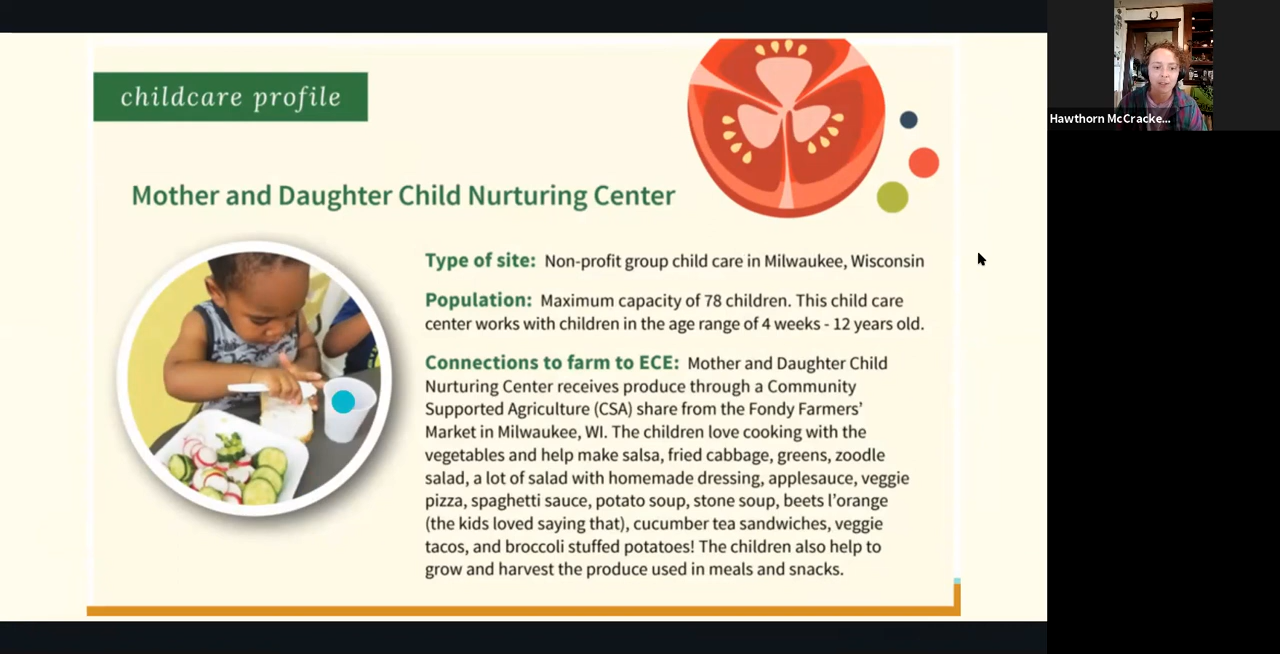 childcare profile
Hawthorn McCracke...
Mother and Daughter Child Nurturing Center
Type of site: Non-profit group child care in Milwaukee, Wisconsin
Population: Maximum capacity of 78 children. This child care
center works with children in the age range of 4 weeks - 12 years old.
Connections to farm to ECE: Mother and Daughter Child
Nurturing Center receives produce through a Community
Supported Agriculture (CSA) share from the Fondy Farmers’
Market in Milwaukee, WI. The children love cooking with the
vegetables and help make salsa, fried cabbage, greens, zoodle
salad, a lot of salad with homemade dressing, applesauce, veggie
pizza, spaghetti sauce, potato soup, stone soup, beets l’orange
(the kids loved saying that), cucumber tea sandwiches, veggie
tacos, and broccoli stuffed potatoes! The children also help to
grow and harvest the produce used in meals and snacks.